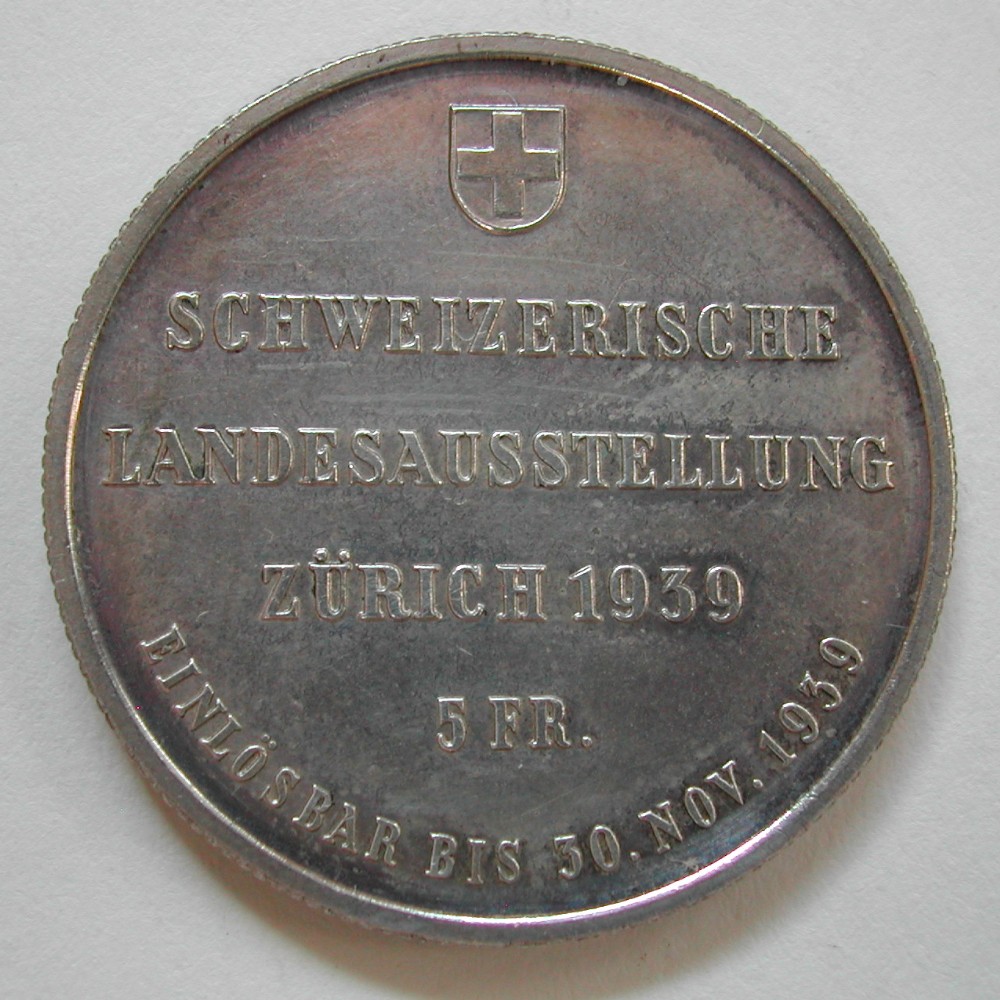 SCHWEIZERISCHE
LANDESAUSSTELLUNG
ZÜRICH 1939
5 FR.
EINLÖSBAR BIS 30. NOV. 1939